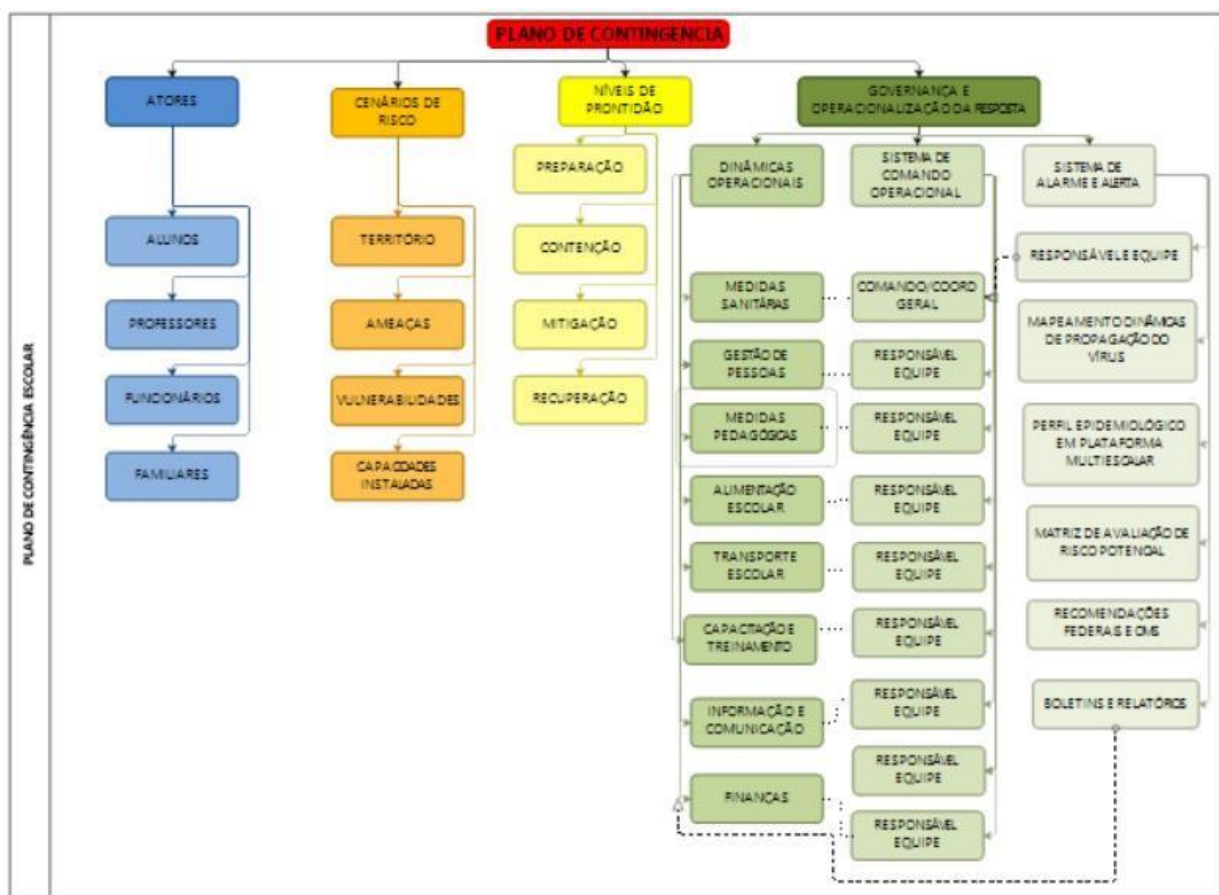 PLANO DE CONTINGÊNCIA ESCOLAR
PLANO DE CONTINGENCIA
ATORES
ALUNOS
PROFESSORES
FUNCIONÁRIOS
FAMILIARES
CENÁRIOS DE
RISCO
TERRITÓRIO
AMEAÇAS
VULNERABILIDADES
CAPACIDADES
INSTALADAS
NÍVEIS DE
PRONTIDÃO
PREPARAÇÃO
CONTENÇÃO
MITIGAÇÃO
RECUPERAÇÃO
GOVERNANÇA E
OPERACIONALIZAÇÃO DA RESPOSTA
DINÂMICAS
OPERACIONAIS
MEDIDAS
SANITÁRIAS
GESTÃO DE
PESSOAS
MEDIDAS
PEDAGÓGICAS
ALIMENTAÇÃO
ESCOLAR
TRANSPORTE
ESCOLAR
CAPACITAÇÃO E
TREINAMENTO
INFORMAÇÃO E
COMUNICAÇÃO
FINANÇAS
SISTEMA DE
COMANDO
OPERACIONAL
COMANDO/COORD
GERAL
RESPONSÁVEL
EQUIPE
RESPONSÁVEL
EQUIPE
RESPONSÁVEL
EQUIPE
RESPONSÁVEL
EQUIPE
RESPONSÁVEL
EQUIPE
RESPONSÁVEL
EQUIPE
RESPONSÁVEL
EQUIPE
RESPONSÁVEL
EQUIPE
SISTEMA DE
ALARME E ALERTA
RESPONSÁVEL E EQUIPE
MAPEAMENTO DINÂMICAS
DE PROPAGAÇÃO DO
VÍRUS
PERFIL EPIDEMIOLÓGICO
EM PLATAFORMA
MULTIESCALAR
MATRIZ DE AVALIAÇÃO DE
RISCO POTENCIAL
RECOMENDAÇÕES
FEDERAIS E OMS
BOLETINS E RELATÓRIOS